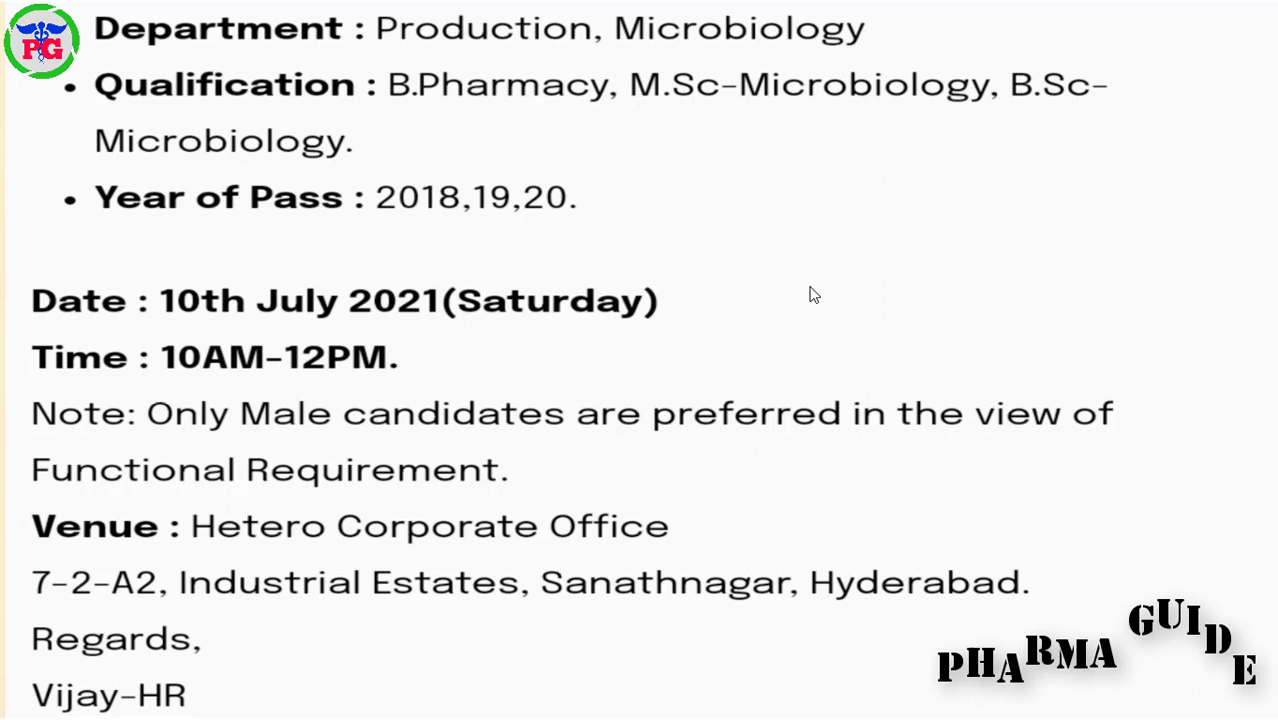 PG
Department : Production, Microbiology
• Qualification : B.Pharmacy, M.Sc-Microbiology, B.Sc-
Microbiology.
• Year of Pass : 2018,19,20.
Date : 10th July 2021(Saturday)
Time : 10AM-12PM.
Note: Only Male candidates are preferred in the view of
Functional Requirement.
Venue : Hetero Corporate Office
7-2-A2, Industrial Estates, Sanathnagar, Hyderabad.
Regards,
Vijay-HR
PHARMA GUIDE